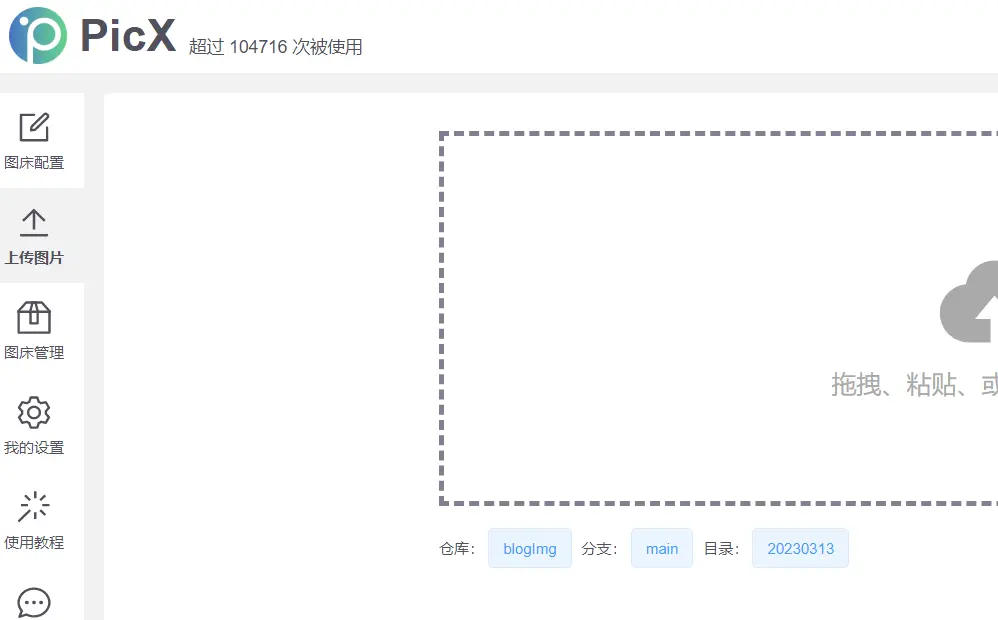 PicX 超过 104716 次被使用
图床配置
上传图片
图床管理
我的设置
使用教程
拖拽、粘贴、或
仓库： blogImg 分支： main 目录： 20230313